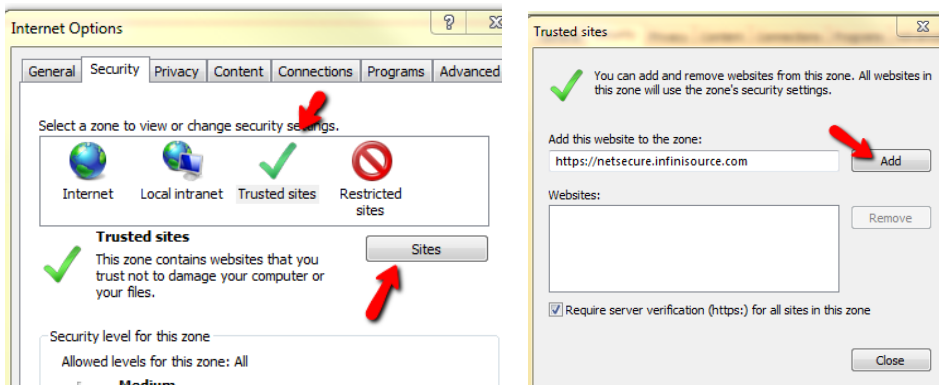 Internet Options
General Security Privacy Content Connections Programs Advanced
Select a zone to view or change security settings.
Internet
Local intranet
Trusted sites
Restricted
sites
Trusted sites
This zone contains websites that you
trust not to damage your computer or
your files.
Sites
Security level for this zone
Allowed levels for this zone: All
Medium
Trusted sites
You can add and remove websites from this zone. All websites in
this zone will use the zone's security settings.
Add this website to the zone:
https://netsecure.infinisource.com
Add
Websites:
Remove
Require server verification (https:) for all sites in this zone
Close